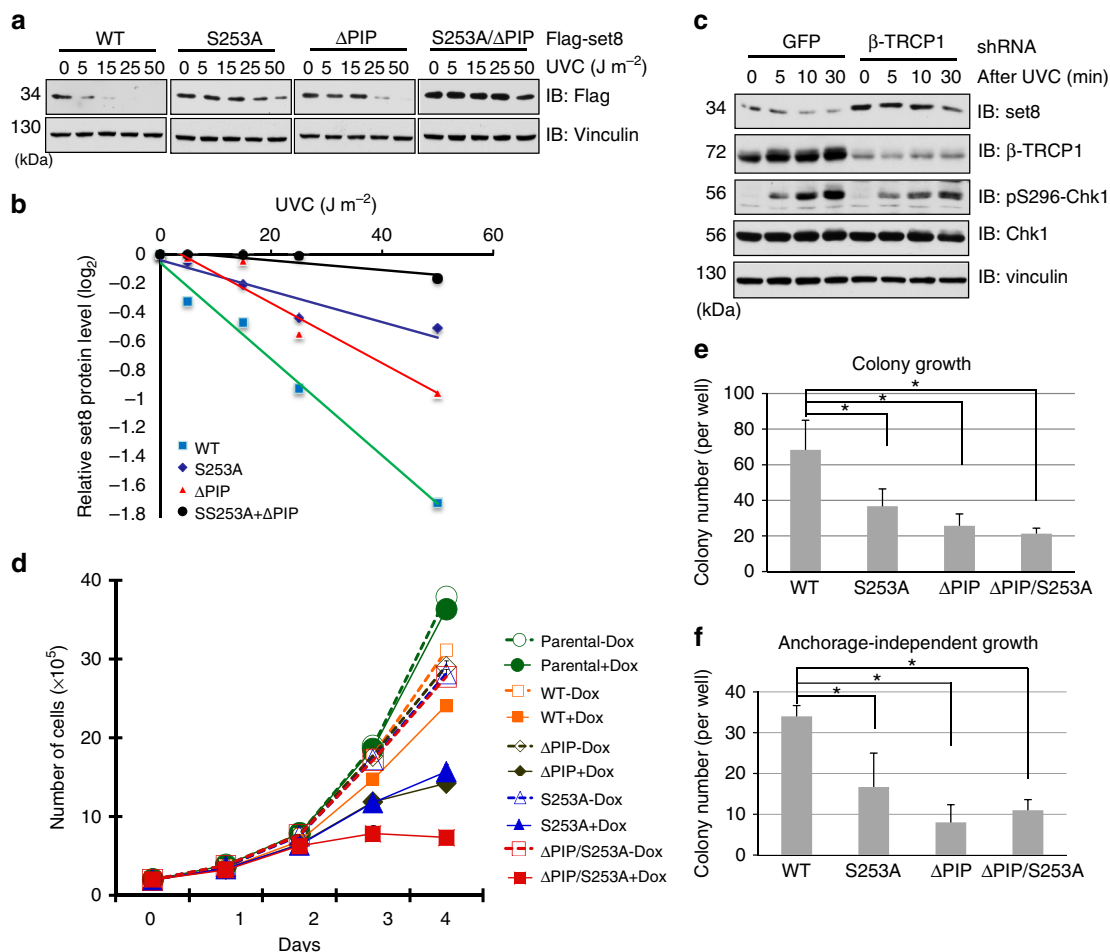 a
WT S253A ΔPIP S253A/ΔPIP Flag-set8
0 5 15 25 50 0 5 15 25 50 0 5 15 25 50 0 5 15 25 50 UVC (J m−2)
34 IB: Flag
130 IB: Vinculin
(kDa)
b
UVC (J m−2)
0 20 40 60
Relative set8 protein level (log2)
0
−0.2
−0.4
−0.6
−0.8
−1
−1.2
−1.4
−1.6
−1.8
WT
S253A
ΔPIP
SS253A+ΔPIP
c
GFP β-TRCP1 shRNA
0 5 10 30 0 5 10 30 After UVC (min)
34 IB: set8
72 IB: β-TRCP1
56 IB: pS296-Chk1
56 IB: Chk1
130 IB: vinculin
(kDa)
d
Number of cells (×105)
40
30
20
10
0
0 1 2 3 4
Days
Parental-Dox
Parental+Dox
WT-Dox
WT+Dox
ΔPIP-Dox
ΔPIP+Dox
S253A-Dox
S253A+Dox
ΔPIP/S253A-Dox
ΔPIP/S253A+Dox
e
Colony growth
Colony number (per well)
100
80
60
40
20
0
* * *
WT S253A ΔPIP ΔPIP/S253A
f
Anchorage-independent growth
Colony number (per well)
40
30
20
10
0
* * *
WT S253A ΔPIP ΔPIP/S253A